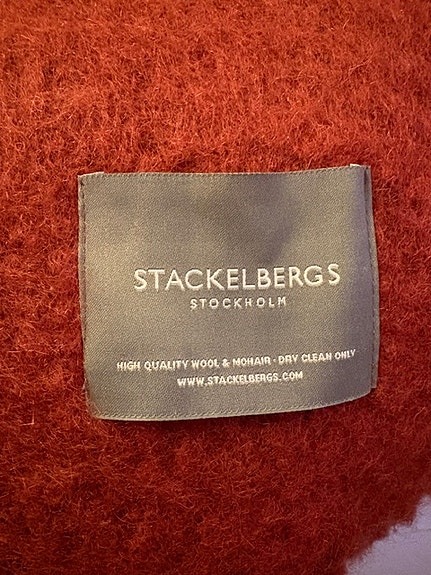 STACKELBERGS
STOCKHOLM
HIGH QUALITY WOOL & MOHAIR · DRY CLEAN ONLY
WWW.STACKELBERGS.COM